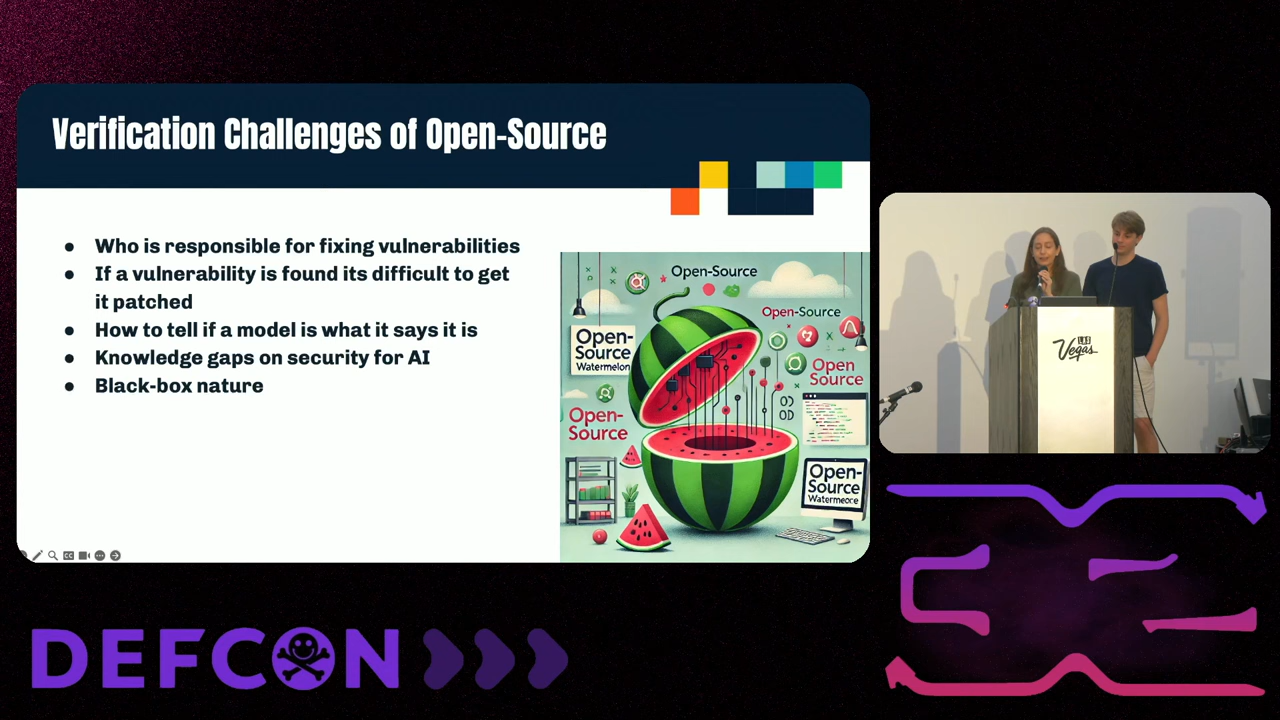 Verification Challenges of Open-Source
● Who is responsible for fixing vulnerabilities
● If a vulnerability is found its difficult to get
it patched
● How to tell if a model is what it says it is
● Knowledge gaps on security for AI
● Black-box nature
Open-Source
Open-Source
Open-
Source
Watermelon
Open
Source
Open-
Source
Open-
Source
Watermeore
LAS
Vegas
DEFCON